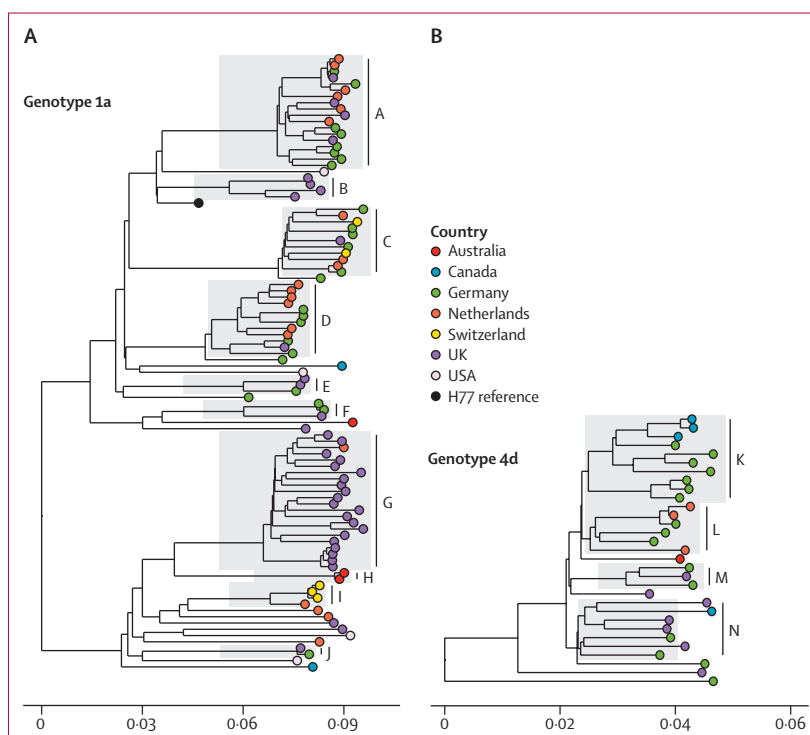 A
Genotype 1a
A
B
C
D
E
F
G
H
I
J
0
0·03
0·06
0·09
B
Country
Australia
Canada
Germany
Netherlands
Switzerland
UK
USA
H77 reference
Genotype 4d
K
L
M
N
0
0·02
0·04
0·06